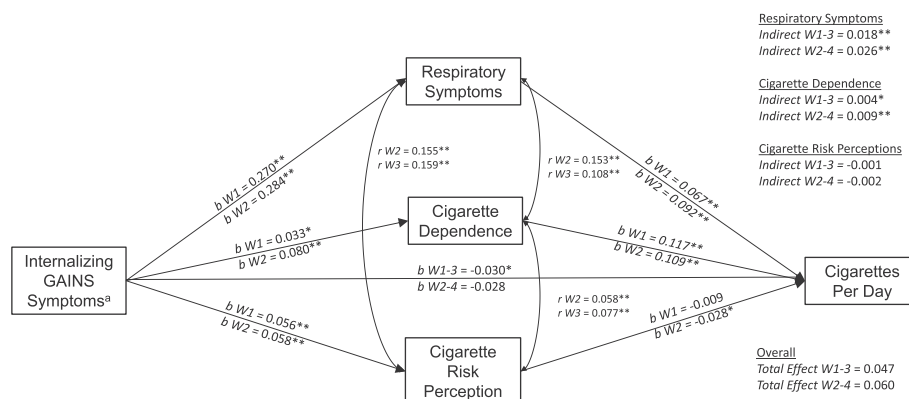 Respiratory Symptoms
Indirect W1-3 = 0.018**
Indirect W2-4 = 0.026**
Cigarette Dependence
Indirect W1-3 = 0.004*
Indirect W2-4 = 0.009**
Cigarette Risk Perceptions
Indirect W1-3 = -0.001
Indirect W2-4 = -0.002
Respiratory
Symptoms
r W2 = 0.155**
r W3 = 0.159**
r W2 = 0.153**
r W3 = 0.108**
b W1 = 0.270**
b W2 = 0.284**
b W1 = 0.067**
b W2 = 0.092**
Cigarette
Dependence
b W1 = 0.033*
b W2 = 0.080**
b W1 = 0.117**
b W2 = 0.109**
Internalizing
GAINS
Symptomsᵃ
b W1-3 = -0.030*
b W2-4 = -0.028
Cigarettes
Per Day
r W2 = 0.058**
r W3 = 0.077**
b W1 = 0.056**
b W2 = 0.058**
b W1 = -0.009
b W2 = -0.028*
Cigarette
Risk
Perception
Overall
Total Effect W1-3 = 0.047
Total Effect W2-4 = 0.060